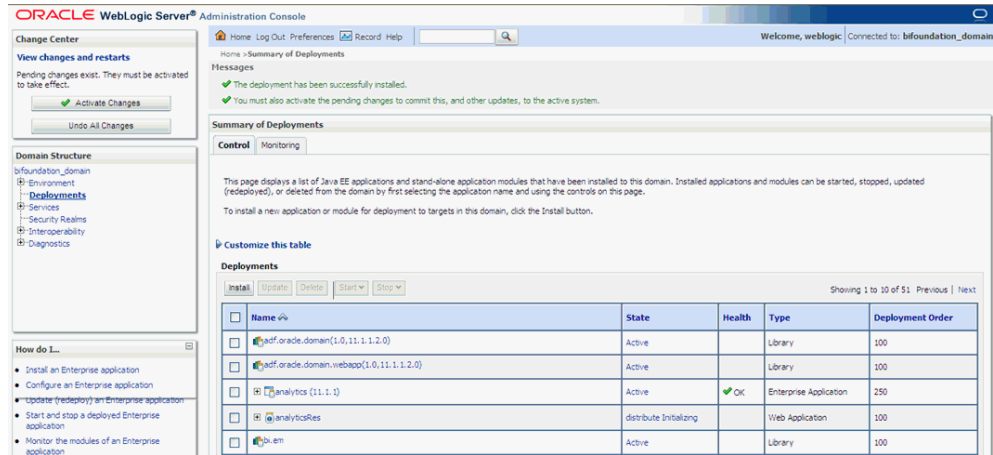 ORACLE WebLogic Server® Administration Console
Change Center
View changes and restarts
Pending changes exist. They must be activated
to take effect.
Activate Changes
Undo All Changes
Domain Structure
bifoundation_domain
Environment
Deployments
Services
Security Realms
Interoperability
Diagnostics
How do I...
Install an Enterprise application
Configure an Enterprise application
Update (redeploy) an Enterprise application
Start and stop a deployed Enterprise
application
Monitor the modules of an Enterprise
application
Home Log Out Preferences Record Help
Welcome, weblogic Connected to: bifoundation_domain
Home >Summary of Deployments
Messages
The deployment has been successfully installed.
You must also activate the pending changes to commit this, and other updates, to the active system.
Summary of Deployments
Control Monitoring
This page displays a list of Java EE applications and stand-alone application modules that have been installed to this domain. Installed applications and modules can be started, stopped, updated
(redeployed), or deleted from the domain by first selecting the application name and using the controls on this page.
To install a new application or module for deployment to targets in this domain, click the Install button.
Customize this table
Deployments
Install Update Delete Start Stop
Showing 1 to 10 of 51 Previous | Next
Name State Health Type Deployment Order
adf.oracle.domain(1.0,11.1.1.2.0) Active Library 100
adf.oracle.domain.webapp(1.0,11.1.1.2.0) Active Library 100
analytics (11.1.1) Active OK Enterprise Application 250
analyticsRes distribute Initializing Web Application 100
bi.em Active Library 100